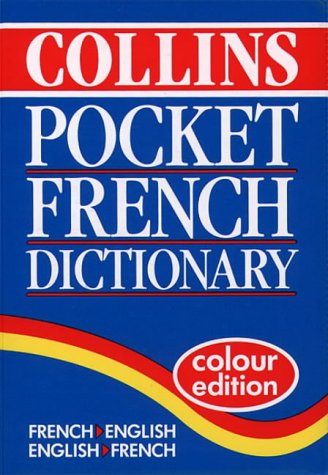 COLLINS
POCKET
FRENCH
DICTIONARY
colour
edition
FRENCH▶ENGLISH
ENGLISH▶FRENCH